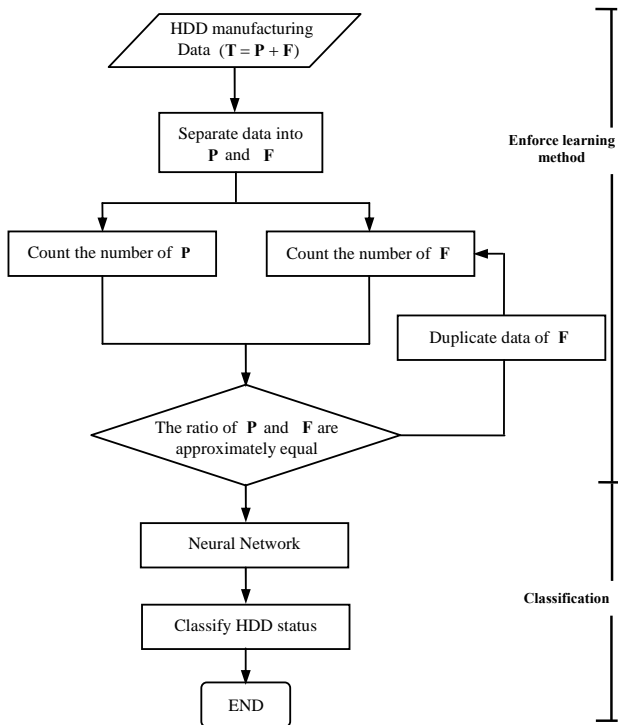 HDD manufacturing
Data (T = P + F)
Separate data into
P and F
Enforce learning
method
Count the number of P
Count the number of F
Duplicate data of F
The ratio of P and F are
approximately equal
Neural Network
Classification
Classify HDD status
END